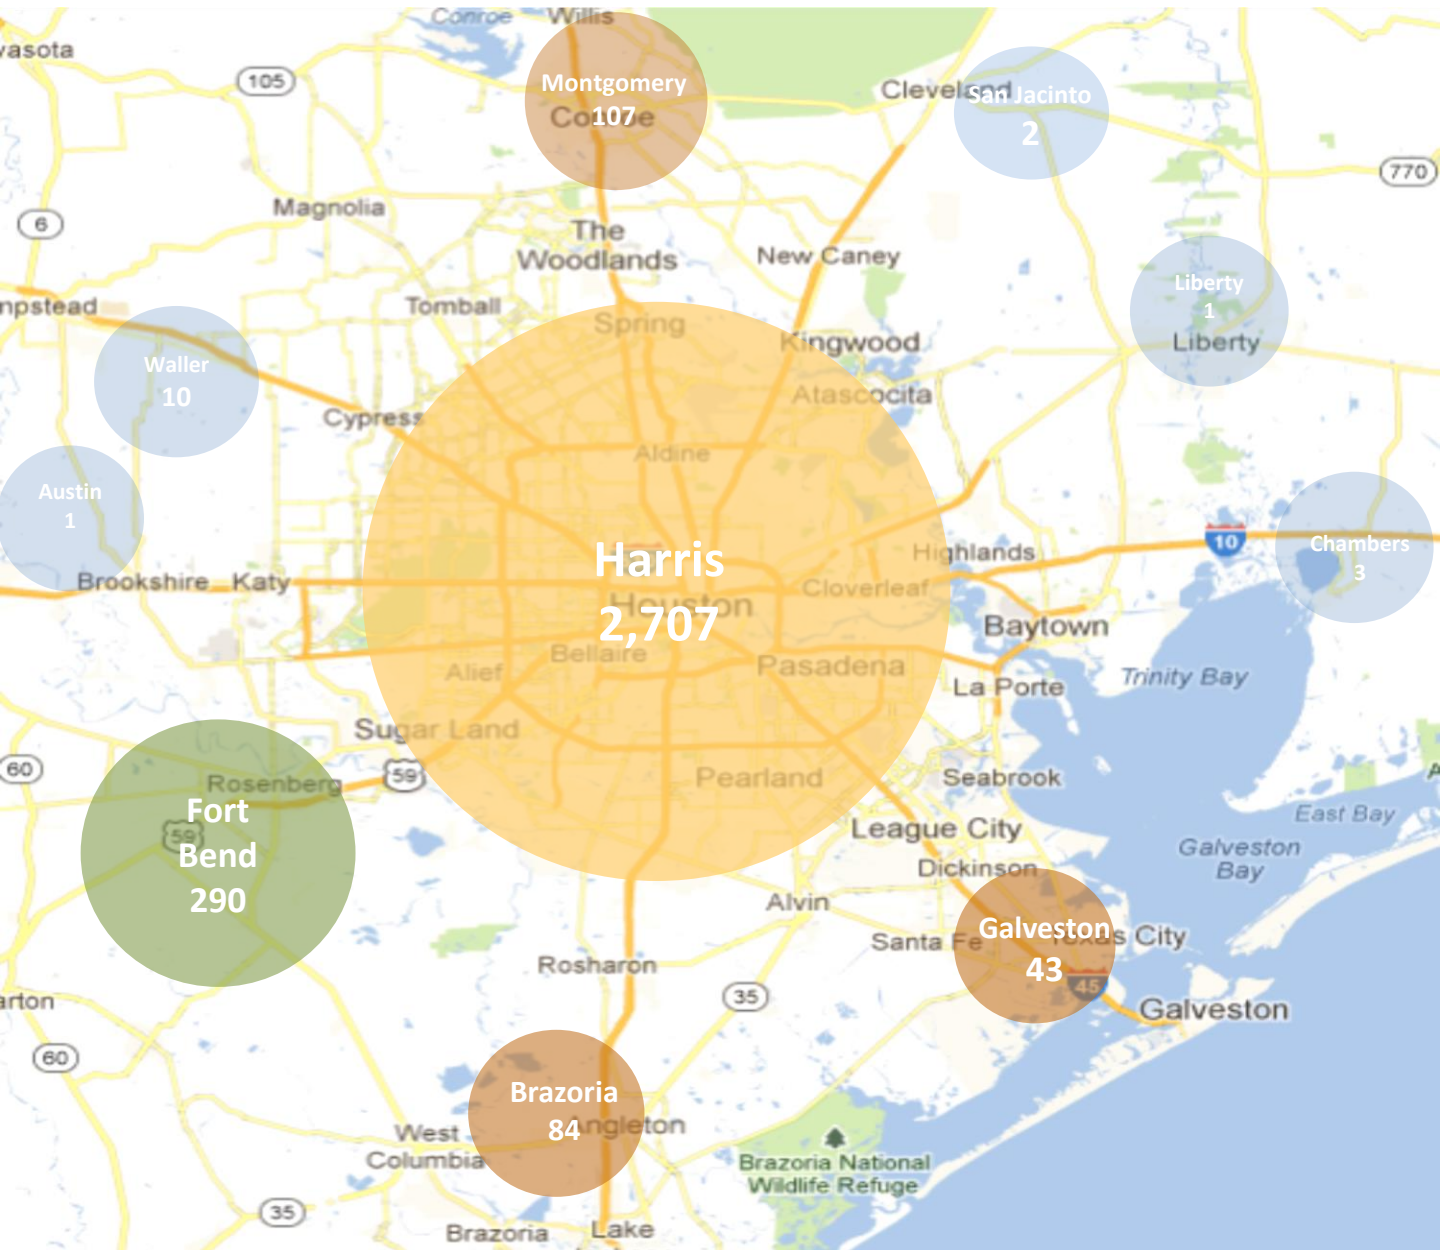 Conroe
Willis
vasota
105
Montgomery
107
Cleveland
San Jacinto
2
770
Magnolia
6
The
Woodlands
New Caney
Liberty
1
Liberty
npstead
Tomball
Spring
Kingwood
Waller
10
Atascocita
Cypress
Aldine
Austin
1
10
Chambers
3
Highlands
Harris
2,707
Houston
Cloverleaf
Brookshire
Katy
Baytown
Bellaire
Alief
Pasadena
La Porte
Trinity Bay
Sugar Land
60
59
Pearland
Seabrook
Rosenberg
Fort
Bend
290
59
League City
East Bay
Galveston
Bay
Dickinson
Alvin
Galveston
43
Santa Fe
Texas City
45
Rosharon
35
Galveston
arton
60
Brazoria
84
Angleton
West
Columbia
Brazoria National
Wildlife Refuge
35
Brazoria
Lake